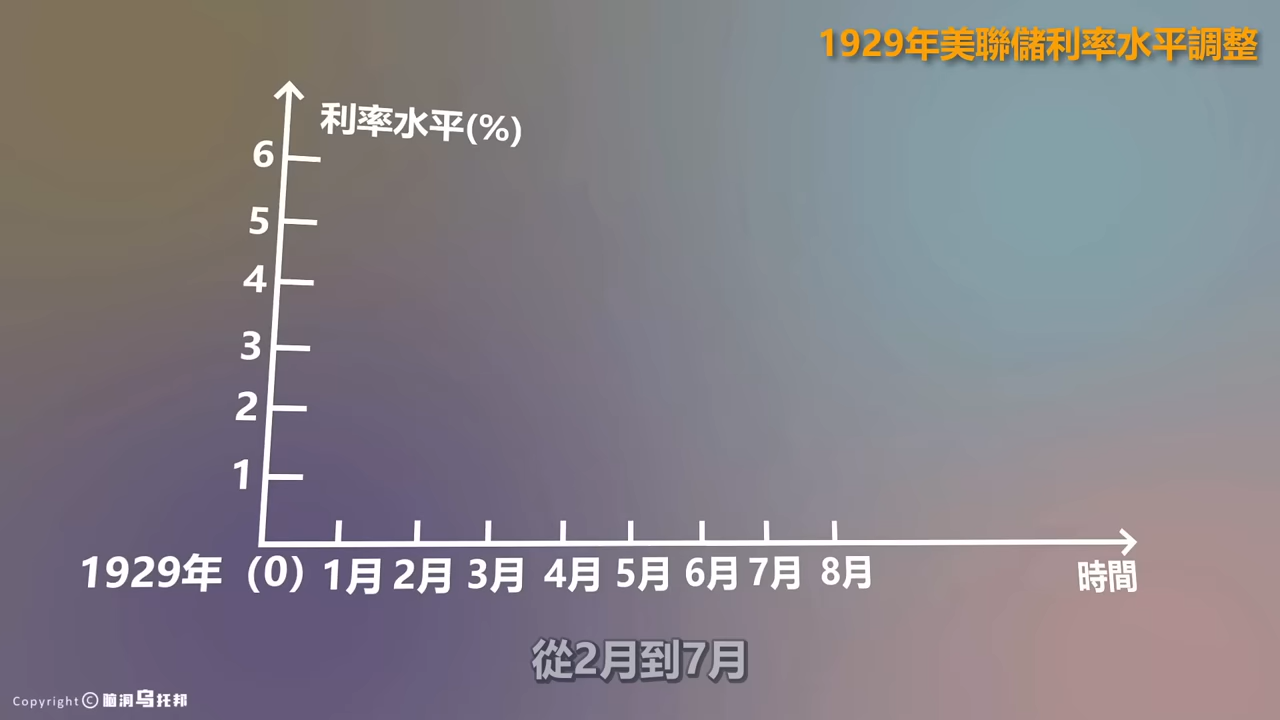 1929年美聯儲利率水平調整
利率水平(%)
6
5
4
3
2
1
1929年（0）1月 2月 3月 4月 5月 6月 7月 8月
時間
從2月到7月
Copyright © 脑洞乌托邦